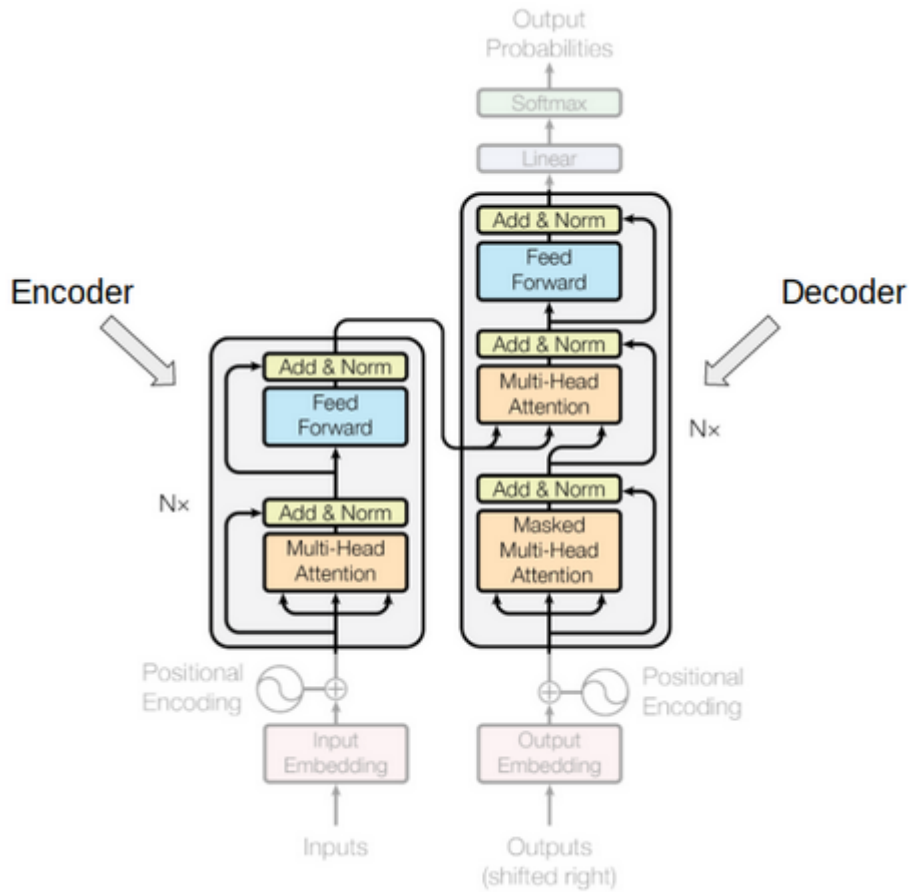 Output
Probabilities
Softmax
Linear
Add & Norm
Feed
Forward
Add & Norm
Multi-Head
Attention
Add & Norm
Masked
Multi-Head
Attention
Nx
Decoder
Encoder
Add & Norm
Feed
Forward
Add & Norm
Multi-Head
Attention
N×
Positional
Encoding
Input
Embedding
Inputs
Positional
Encoding
Output
Embedding
Outputs
(shifted right)